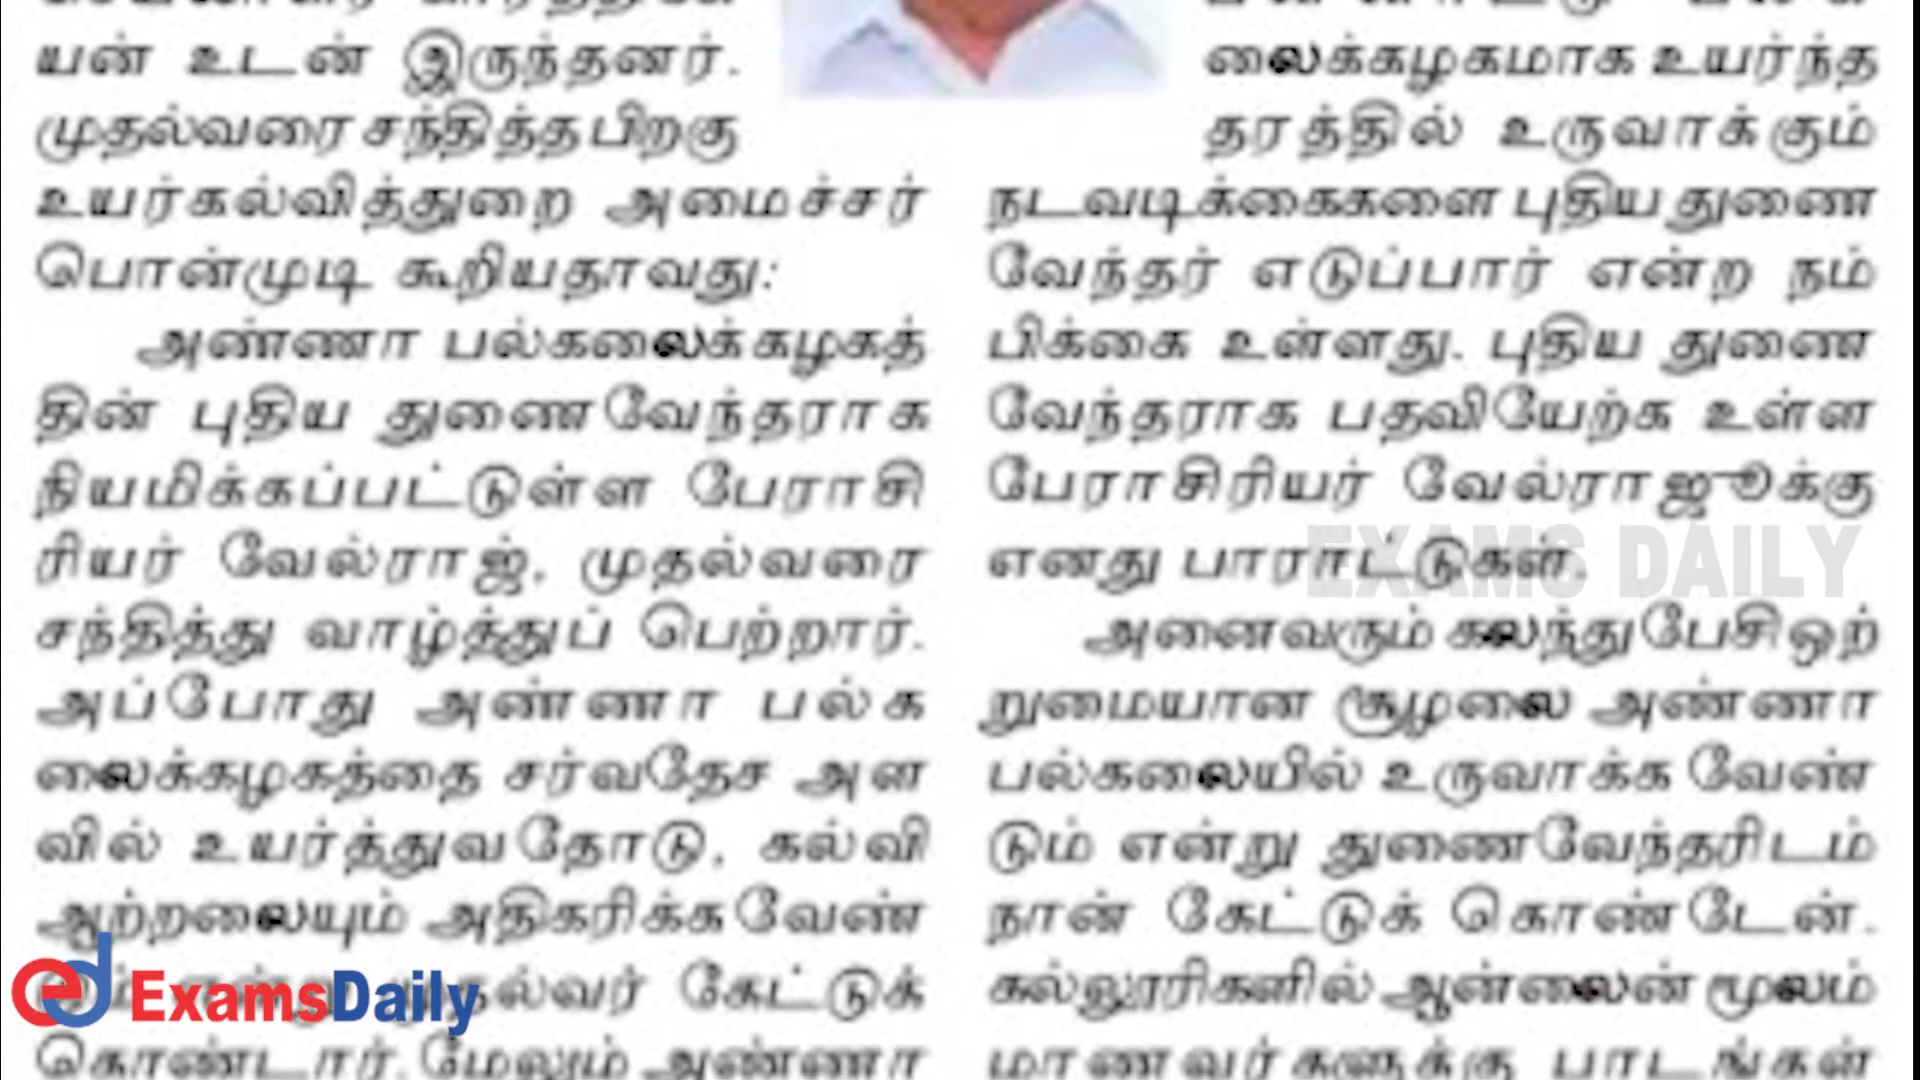 யன் உடன் இருந்தனர்.
முதல்வரை சந்தித்தபிறகு
உயர்கல்வித்துறை அமைச்சர்
பொன்முடி கூறியதாவது:
அண்ணா பல்கலைக்கழகத்
தின் புதிய துணைவேந்தராக
நியமிக்கப்பட்டுள்ள பேராசி
ரியர் வேல்ராஜ், முதல்வரை
சந்தித்து வாழ்த்துப் பெற்றார்.
அப்போது அண்ணா பல்க
லைக்கழகத்தை சர்வதேச அள
வில் உயர்த்துவதோடு, கல்வி
ஆற்றலையும் அதிகரிக்கவேண்
கேட்டுக்
கொண்டார். மேலும் அண்ணா
லைக்கழகமாக உயர்ந்த
தரத்தில் உருவாக்கும்
நடவடிக்கைகளை புதிய துணை
வேந்தர் எடுப்பார் என்ற நம்
பிக்கை உள்ளது. புதிய துணை
வேந்தராக பதவியேற்க உள்ள
பேராசிரியர் வேல்ராஜூக்கு
எனது பாராட்டுகள்.
அனைவரும் கலந்துபேசி ஒற்
றுமையான சூழலை அண்ணா
பல்கலையில் உருவாக்க வேண்
டும் என்று துணைவேந்தரிடம்
நான் கேட்டுக் கொண்டேன்.
கல்லூரிகளில் ஆன்லைன் மூலம்
மாணவர்களுக்கு பாடங்கள்
EXAMS DAILY
ExamsDaily